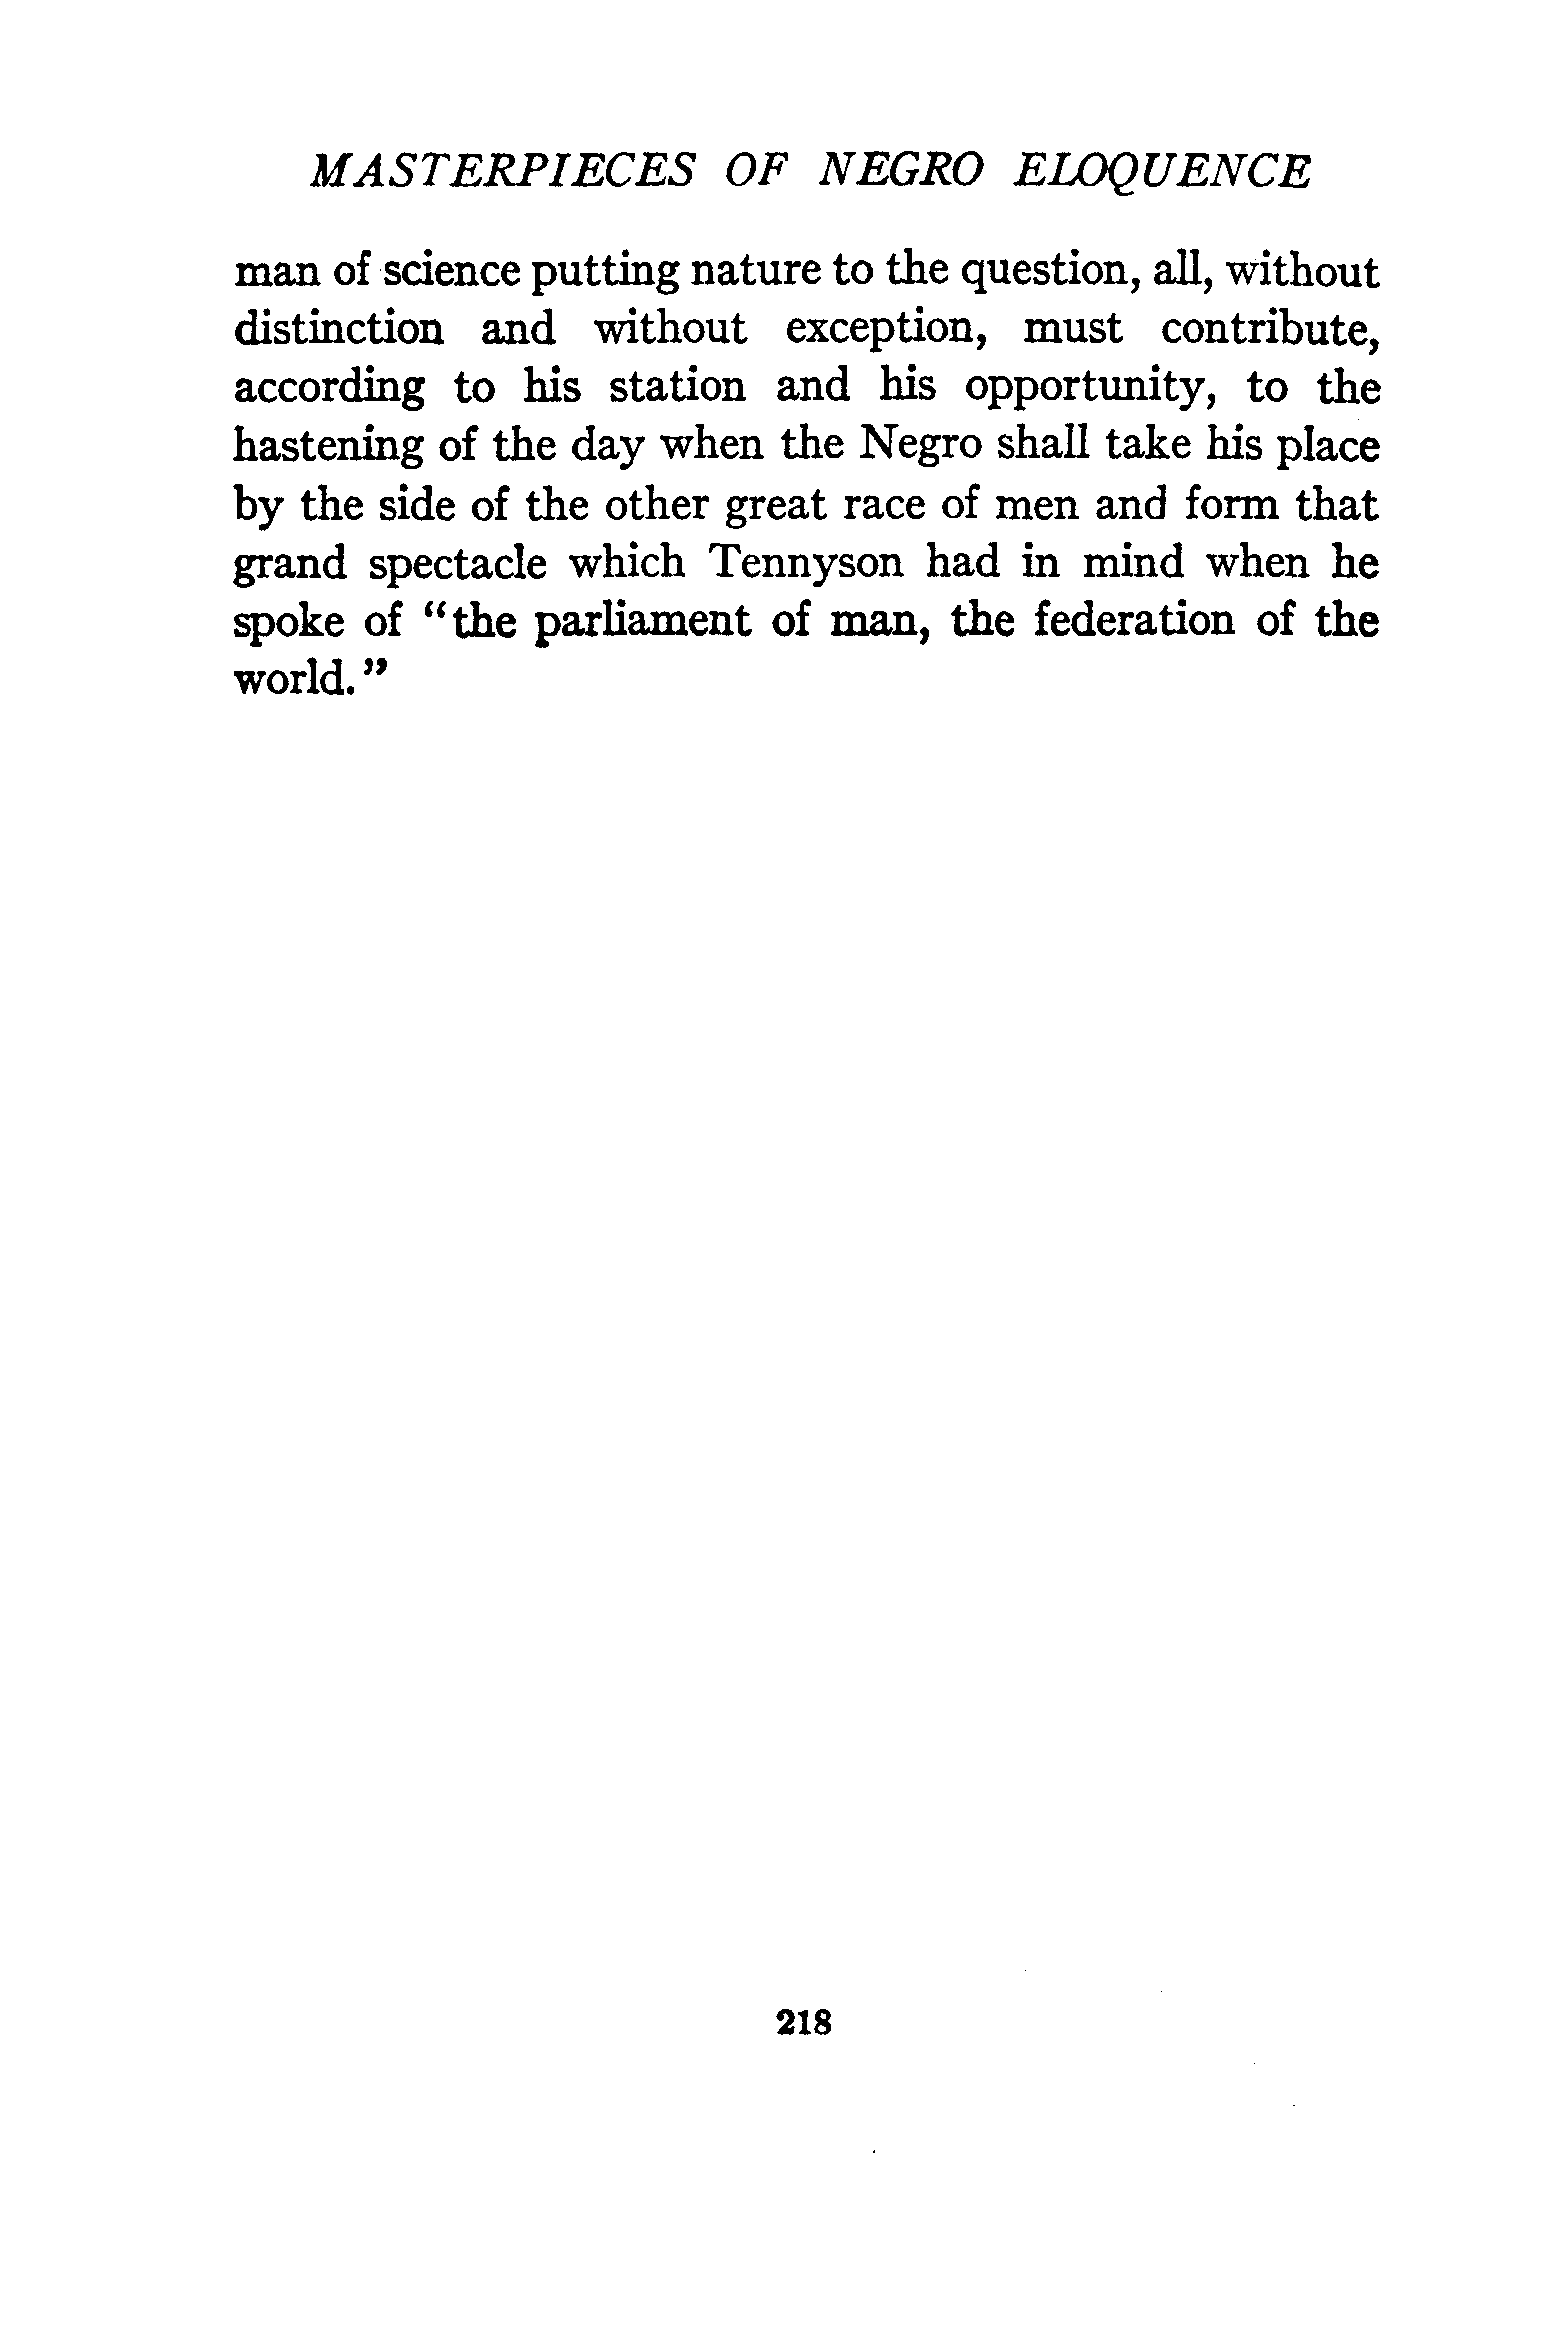 MASTERPIECES OF NEGRO ELOQUENCE
man of science putting nature to the question, all, without
distinction and without exception, must contribute,
according to his station and his opportunity, to the
hastening of the day when the Negro shall take his place
by the side of the other great race of men and form that
grand spectacle which Tennyson had in mind when he
spoke of “the parliament of man, the federation of the
world.”
218